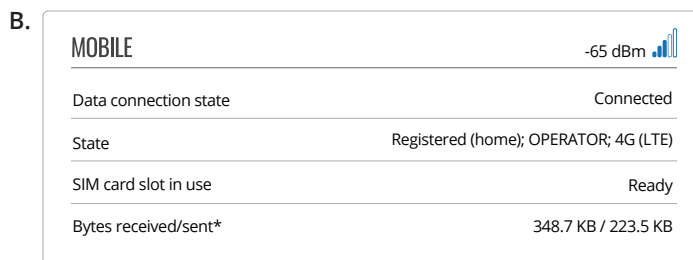 B.
MOBILE -65 dBm
Data connection state Connected
State Registered (home); OPERATOR; 4G (LTE)
SIM card slot in use Ready
Bytes received/sent* 348.7 KB / 223.5 KB